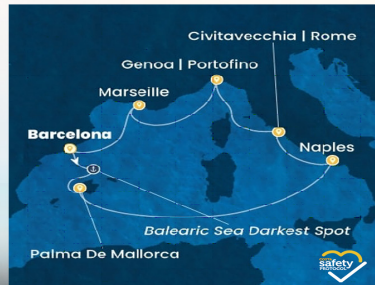 Civitavecchia | Rome
Genoa | Portofino
Marseille
Barcelona
Naples
Balearic Sea Darkest Spot
Palma De Mallorca
safety
PROTOCOL